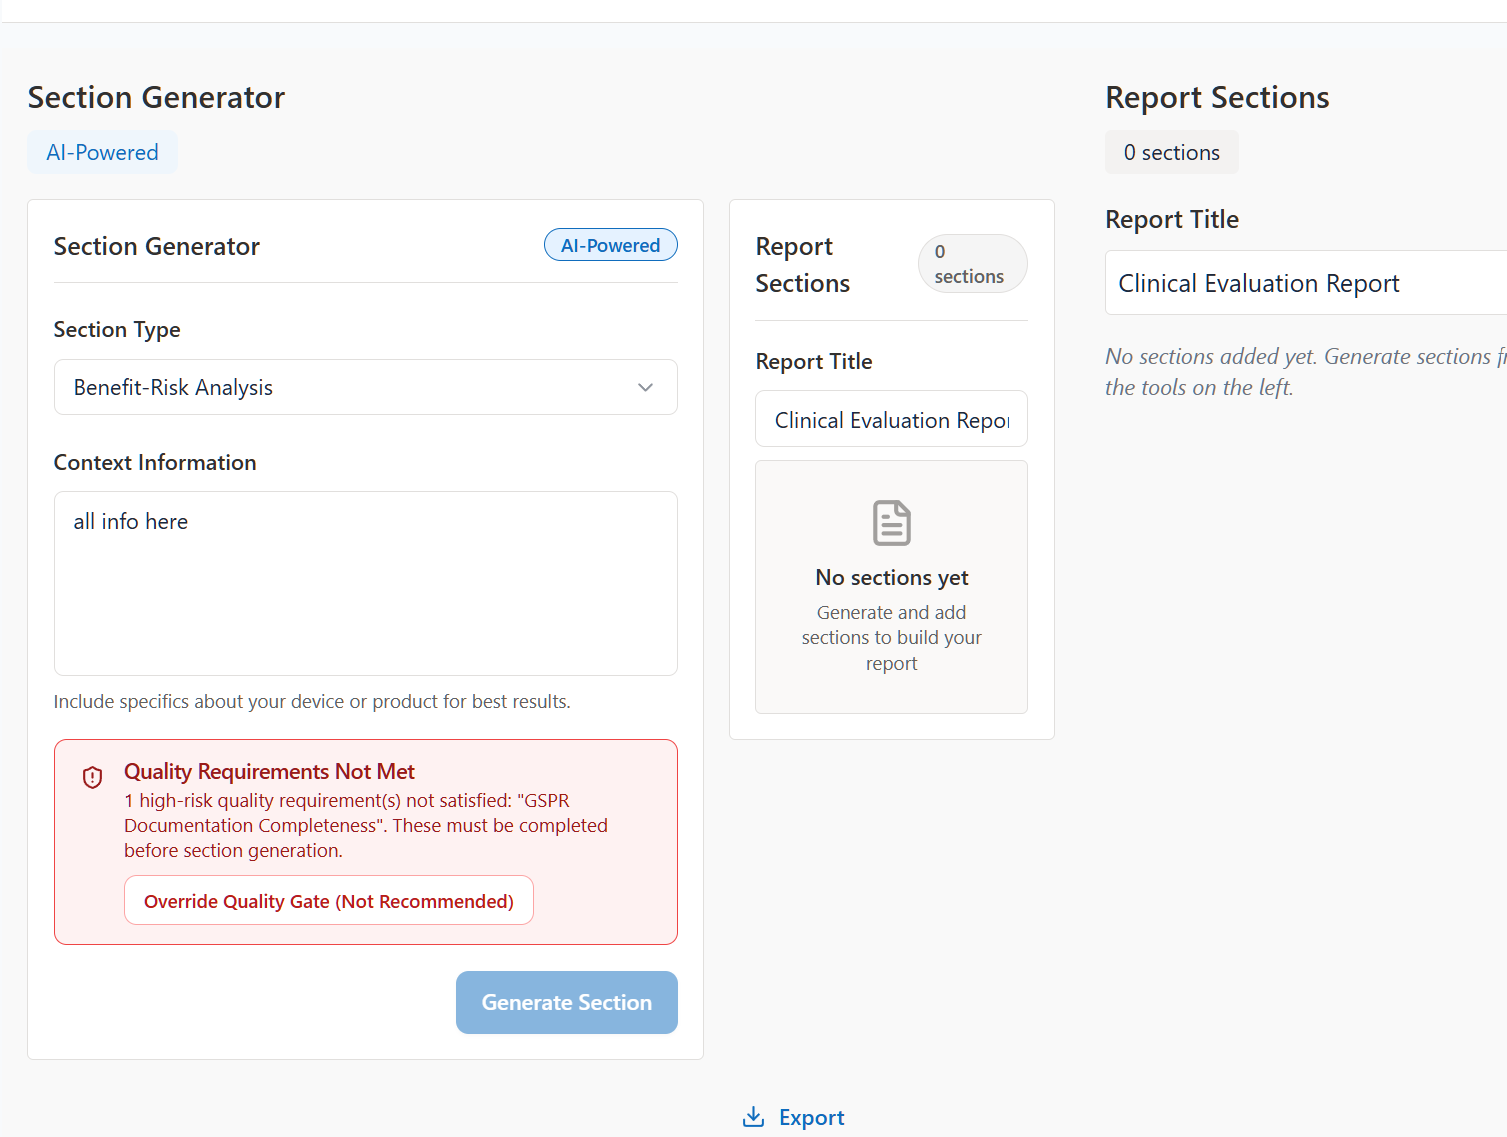 Section Generator
AI-Powered
Section Generator
AI-Powered
Section Type
Benefit-Risk Analysis
Context Information
all info here
Include specifics about your device or product for best results.
Quality Requirements Not Met
1 high-risk quality requirement(s) not satisfied: "GSPR
Documentation Completeness". These must be completed
before section generation.
Override Quality Gate (Not Recommended)
Generate Section
Report
Sections
0
sections
Report Title
Clinical Evaluation Repor
No sections yet
Generate and add
sections to build your
report
Export
Report Sections
0 sections
Report Title
Clinical Evaluation Report
No sections added yet. Generate sections
the tools on the left.